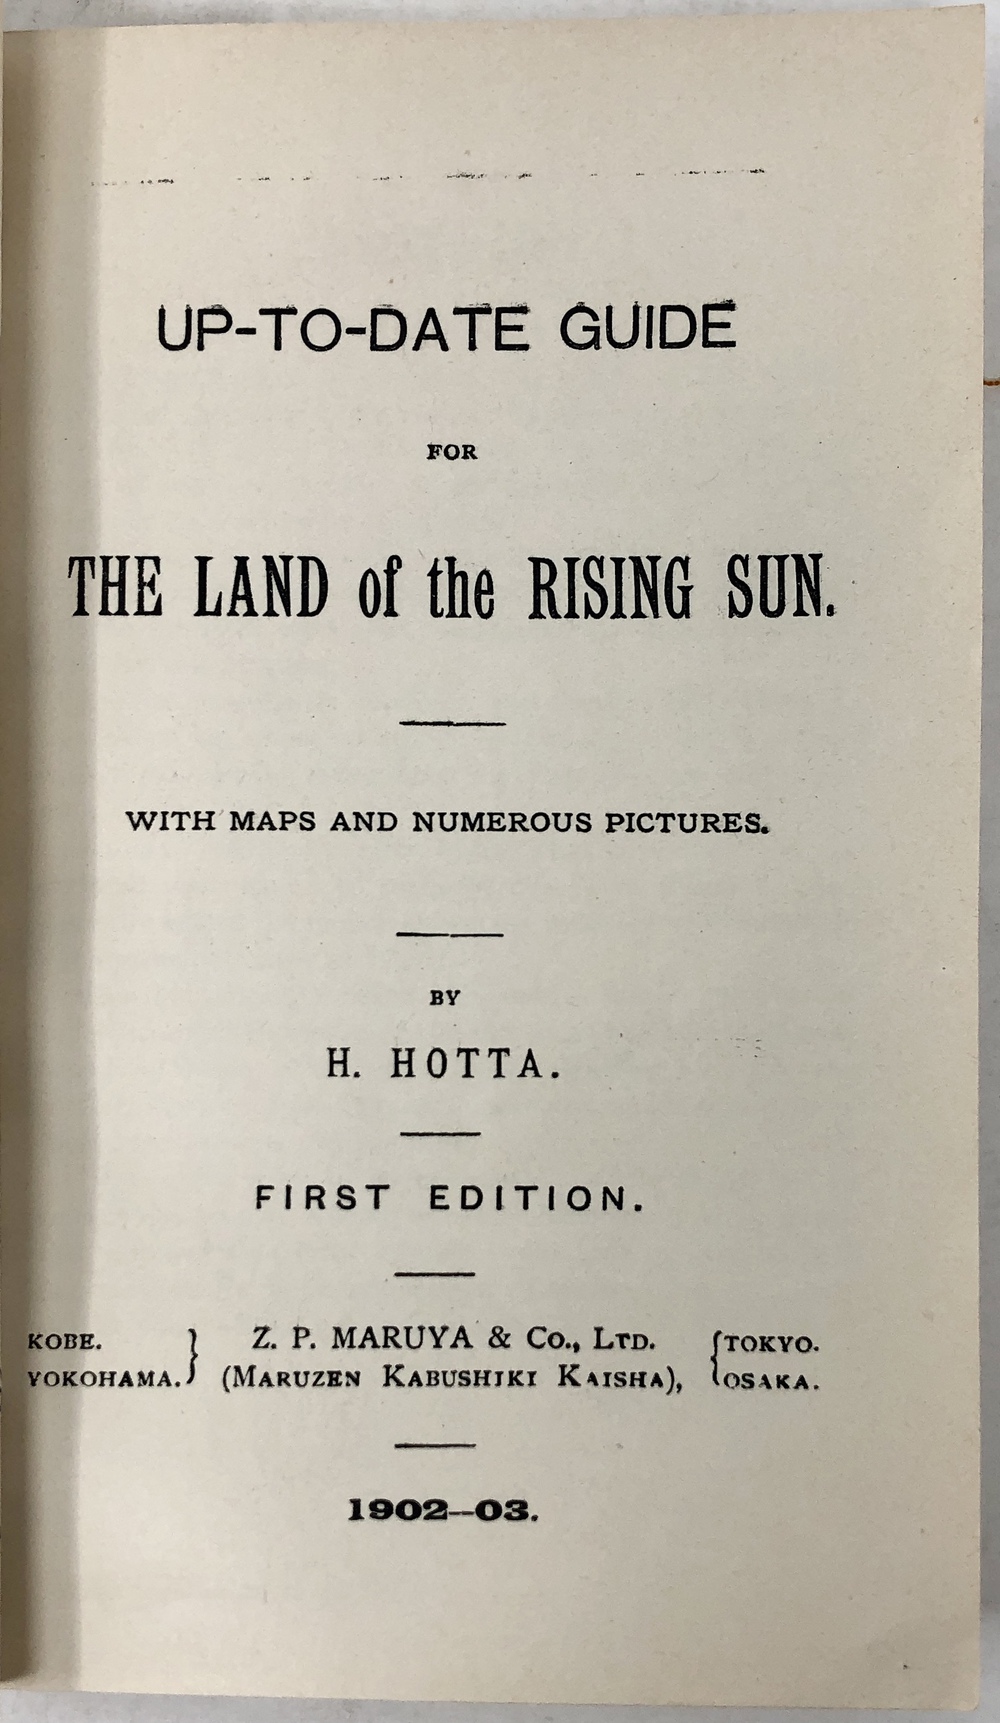 UP-TO-DATE GUIDE
FOR
THE LAND of the RISING SUN.
WITH MAPS AND NUMEROUS PICTURES.
BY
H. HOTTA.
FIRST EDITION.
KOBE. } Z. P. MARUYA & Co., LTD. { TOKYO.
YOKOHAMA. } (MARUZEN KABUSHIKI KAISHA), { OSAKA.
1902–03.